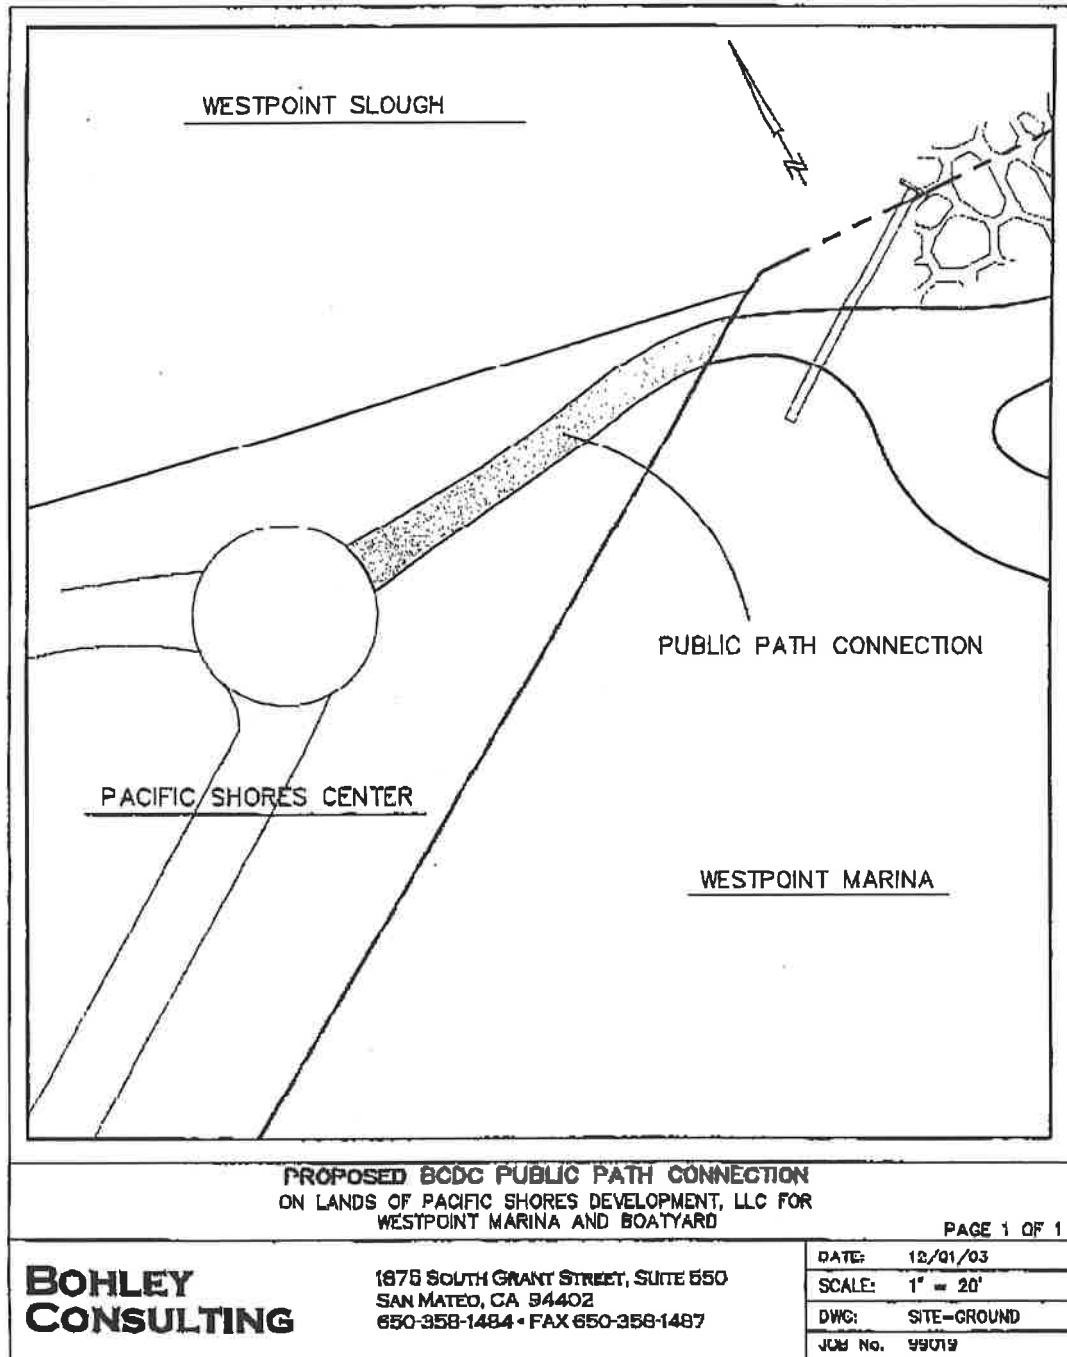 WESTPOINT SLOUGH
N
PUBLIC PATH CONNECTION
PACIFIC SHORES CENTER
WESTPOINT MARINA
PROPOSED BCDC PUBLIC PATH CONNECTION
ON LANDS OF PACIFIC SHORES DEVELOPMENT, LLC FOR
WESTPOINT MARINA AND BOATYARD
PAGE 1 OF 1
BOHLEY
CONSULTING
1875 SOUTH GRANT STREET, SUITE 550
SAN MATEO, CA 94402
650-358-1484 • FAX 650-358-1487
DATE: 12/01/03
SCALE: 1" = 20'
DWG: SITE-GROUND
JOB No. 99019